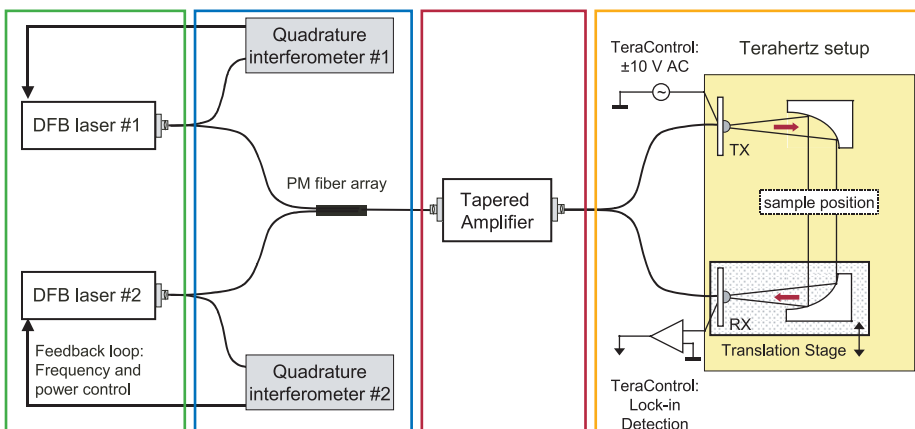 Quadrature
interferometer #1
DFB laser #1
PM fiber array
DFB laser #2
Feedback loop:
Frequency and
power control
Quadrature
interferometer #2
Tapered
Amplifier
TeraControl:
±10 V AC
~
Terahertz setup
TX
sample position
RX
Translation Stage
TeraControl:
Lock-in
Detection